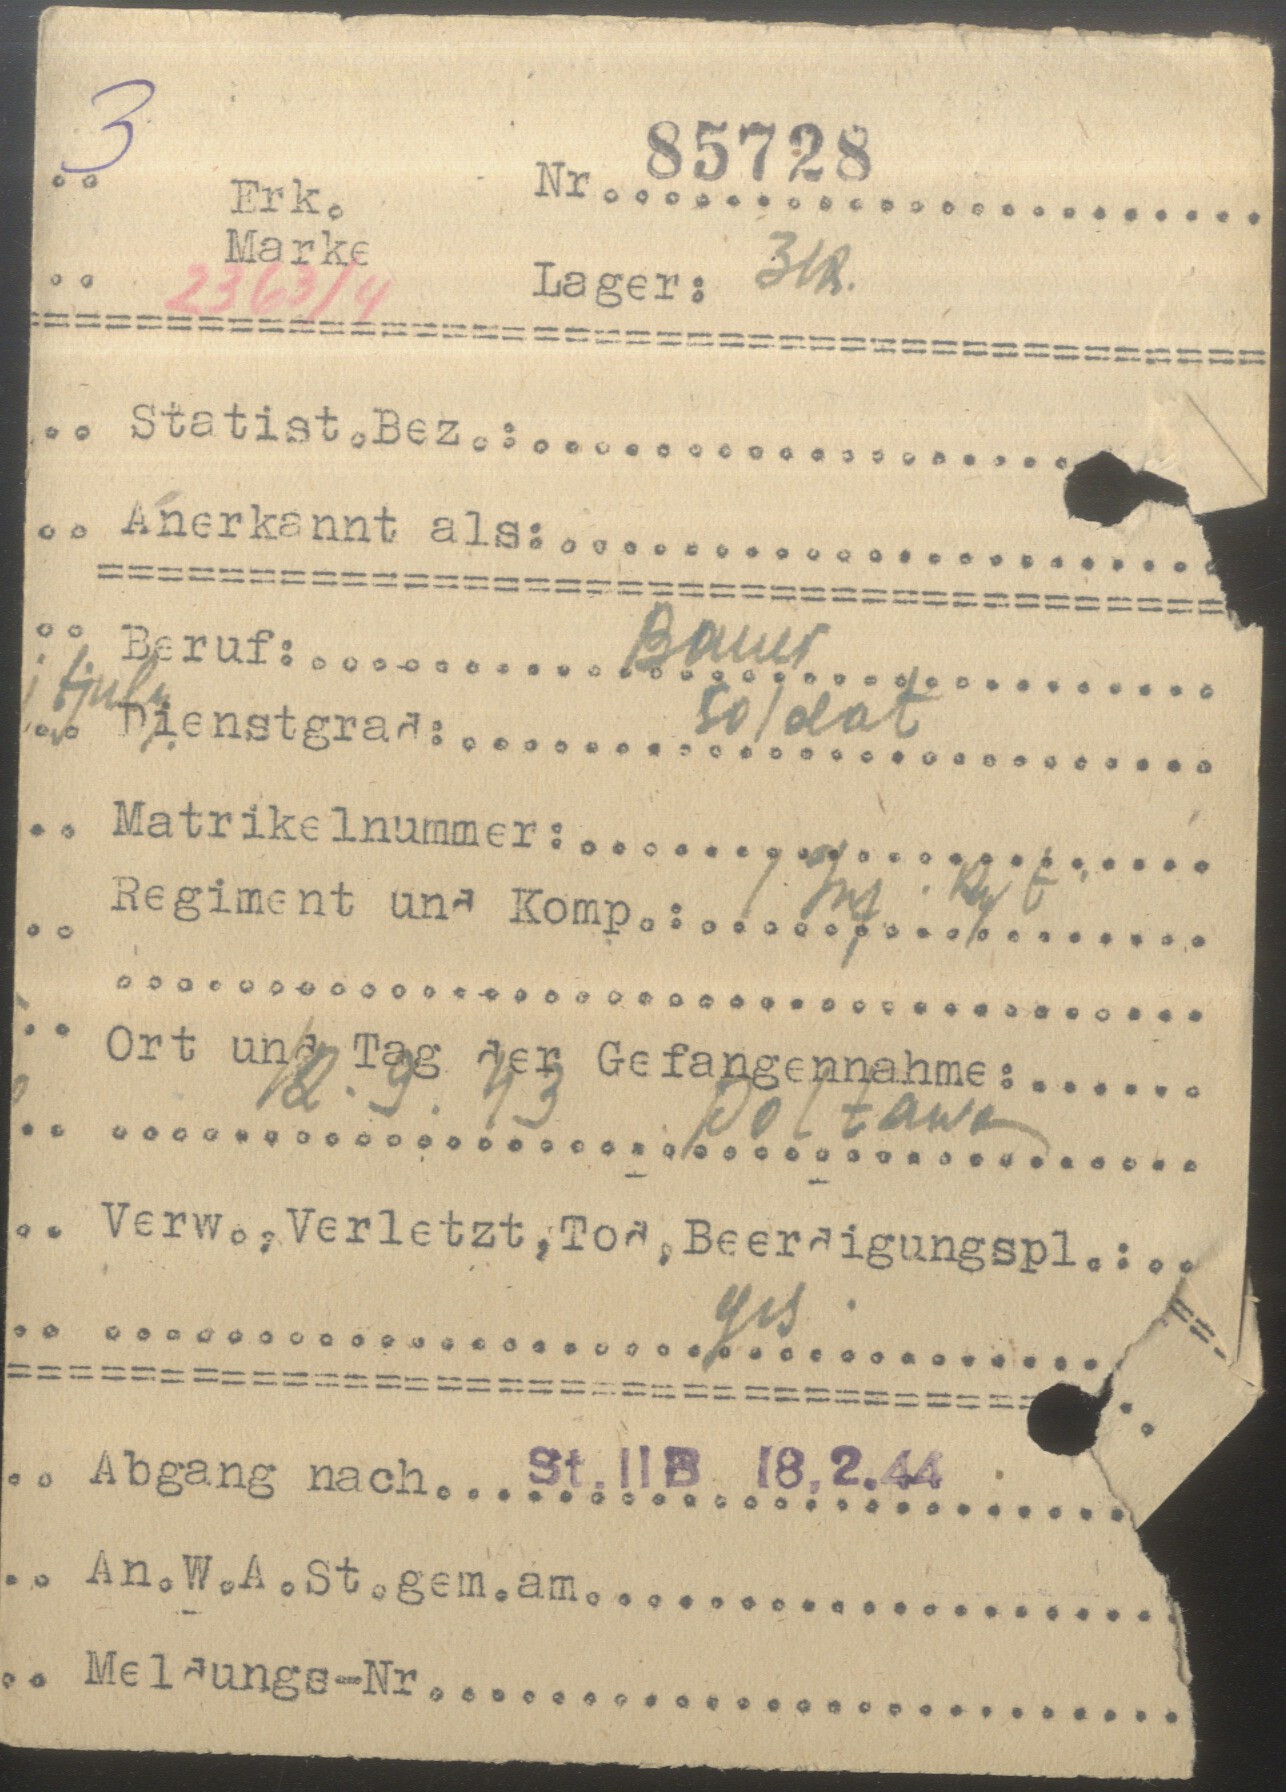 3
85728
.. Erk. Nr.....................
Marke
.. 2363/4 Lager:
.. Statist.Bez.:..................
.. Anerkannt als:......................
.. Beruf:.............................. Bauer
.. Dienstgrad:......................... Soldat
.. Matrikelnummer:.....................
.. Regiment und Komp.:.................
....................................
.. Ort und Tag der Gefangennahme:......
12.9.43 Poltawa
.. ....................................
.. Verw.,Verletzt,Tod,Beerdigungspl.:..
ges.
.. .................................
.. Abgang nach....................... St. II B 18.2.44
.. An.W.A.St.gem.am....................
.. Meldungs-Nr.........................